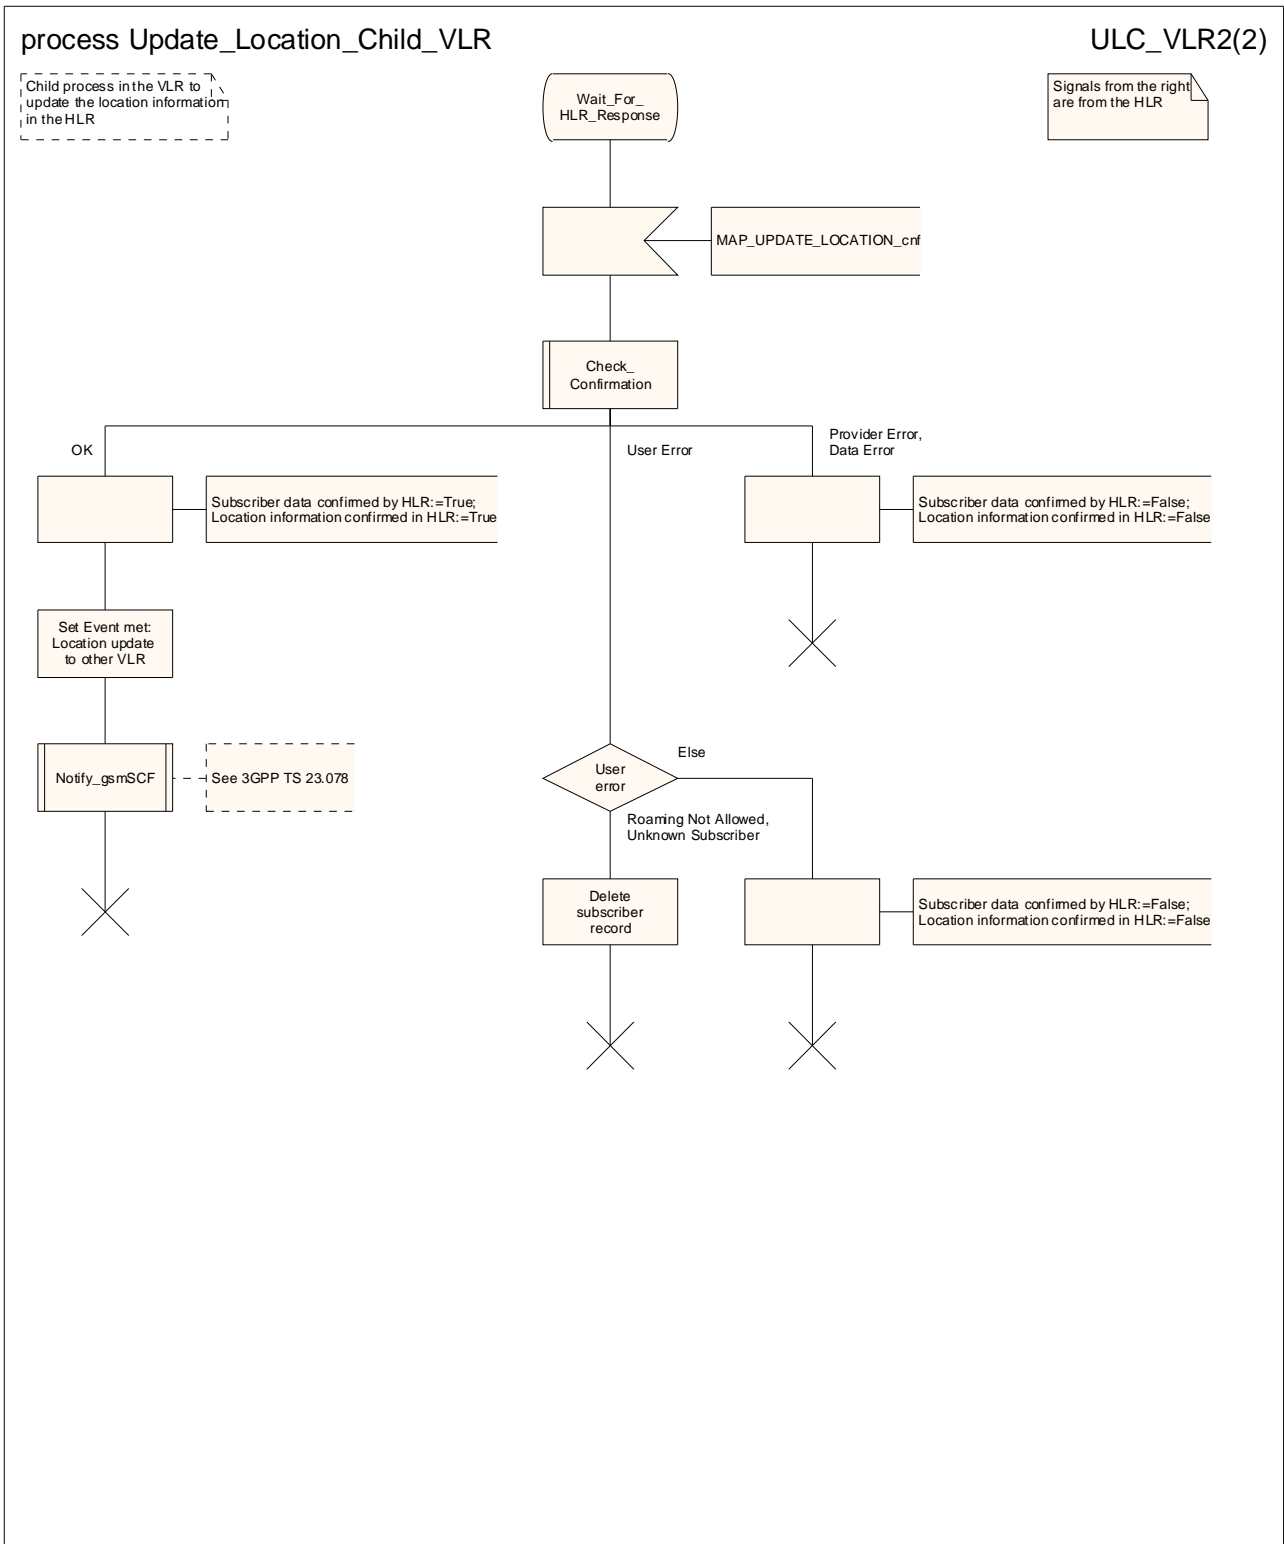 process Update_Location_Child_VLR
ULC_VLR2(2)
Child process in the VLR to
update the location information
in the HLR
Wait_For_
HLR_Response
Signals from the right
are from the HLR
MAP_UPDATE_LOCATION_cnf
Check_
Confirmation
OK
User Error
Provider Error,
Data Error
Subscriber data confirmed by HLR:=True;
Location information confirmed in HLR:=True
Subscriber data confirmed by HLR:=False;
Location information confirmed in HLR:=False
Set Event met:
Location update
to other VLR
Notify_gsmSCF
See 3GPP TS 23.078
User
error
Else
Roaming Not Allowed,
Unknown Subscriber
Delete
subscriber
record
Subscriber data confirmed by HLR:=False;
Location information confirmed in HLR:=False